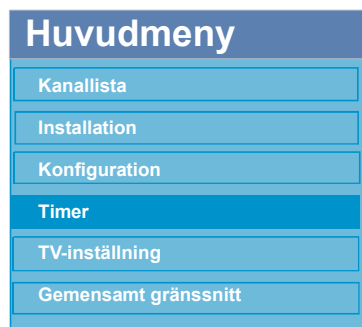 Huvudmeny
Kanallista
Installation
Konfiguration
Timer
TV-inställning
Gemensamt gränssnitt